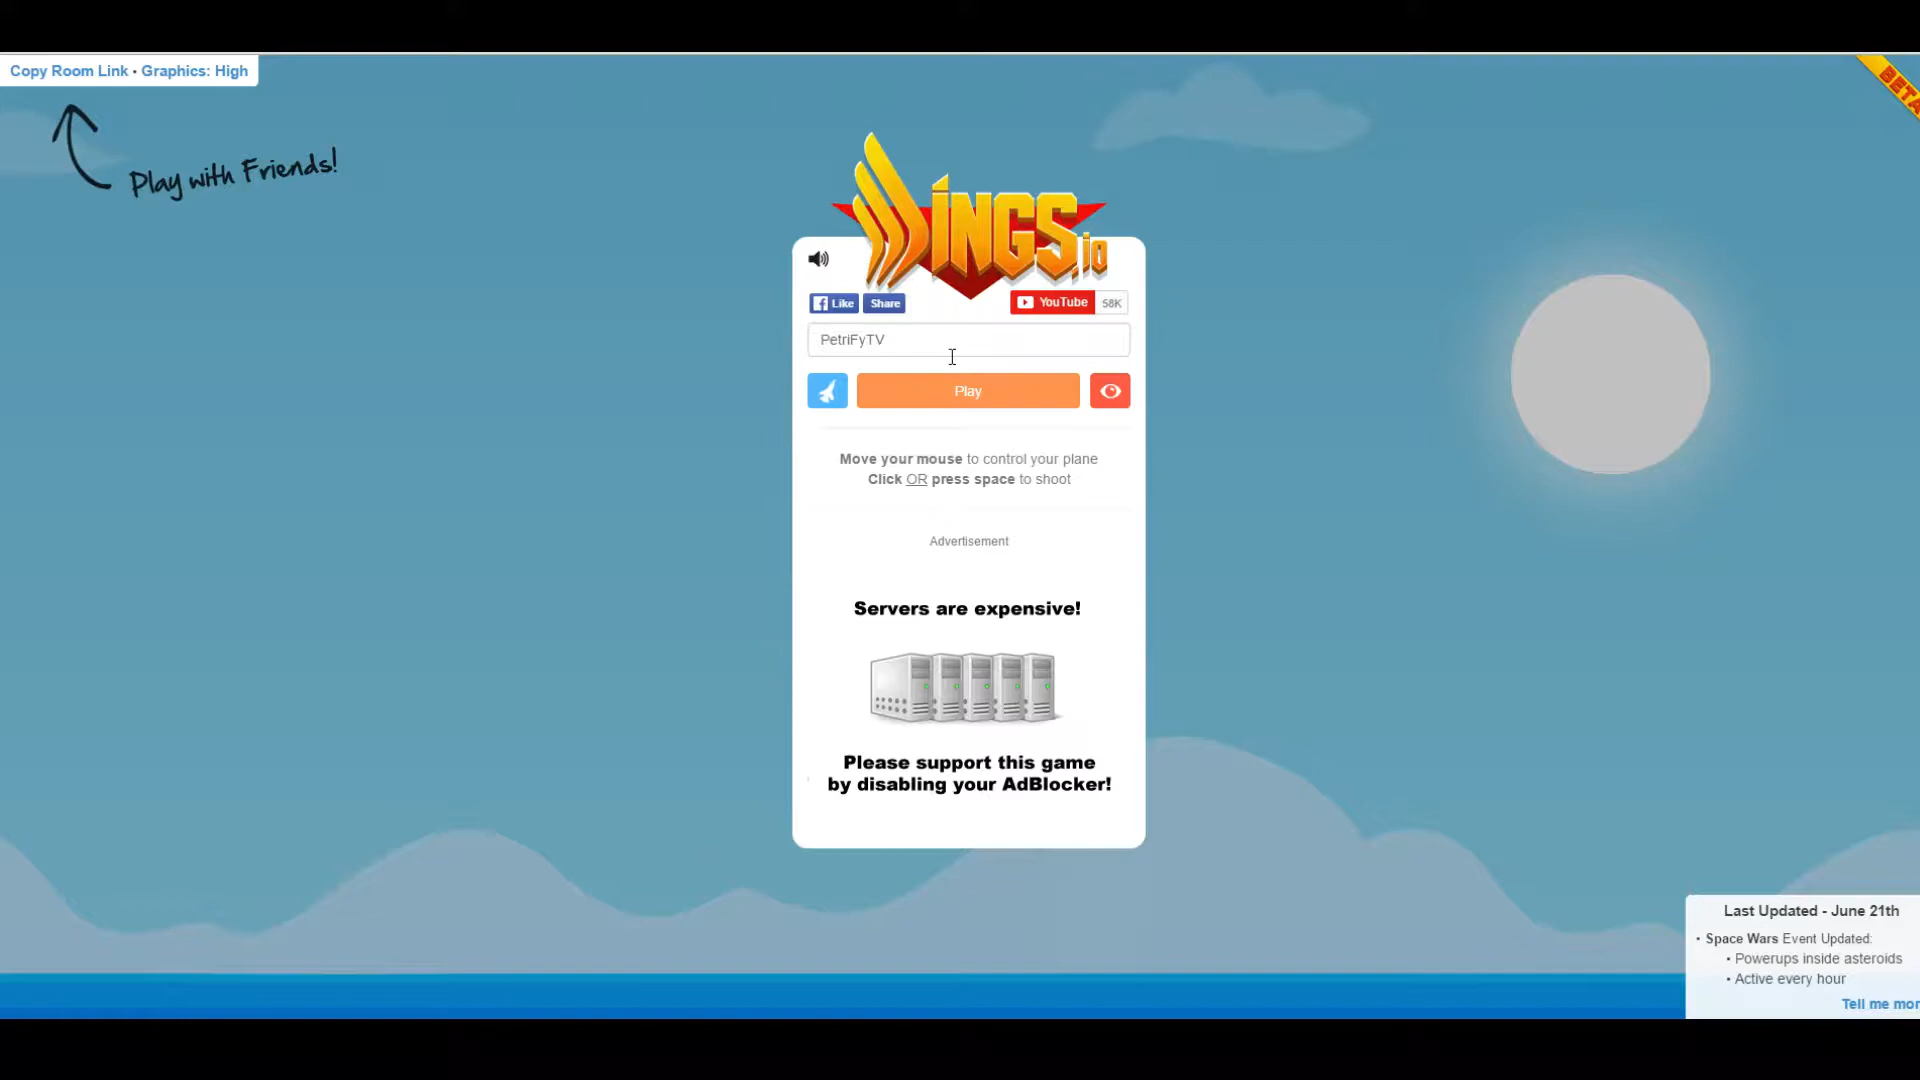 Copy Room Link • Graphics: High
BETA
Play with Friends!
WINGS.io
Like Share
YouTube 58K
PetriFyTV
Play
Move your mouse to control your plane
Click OR press space to shoot
Advertisement
Servers are expensive!
Please support this game
by disabling your AdBlocker!
Last Updated - June 21th
• Space Wars Event Updated:
• Powerups inside asteroids
• Active every hour
Tell me mor